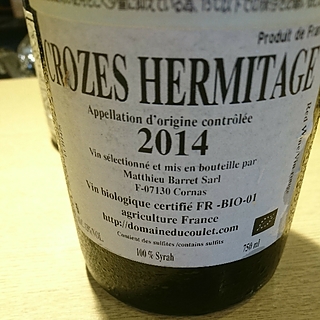 Produit de Fran
CROZES HERMITAGE
Appellation d'origine contrôlée
2014
Vin sélectionné et mis en bouteille par
Matthieu Barret Sarl
F-07130 Cornas
Vin biologique certifié FR -BIO-01
agriculture France
http://domaineducoulet.com
Contient des sulfites /contains sulfits
750 ml
100 % Syrah